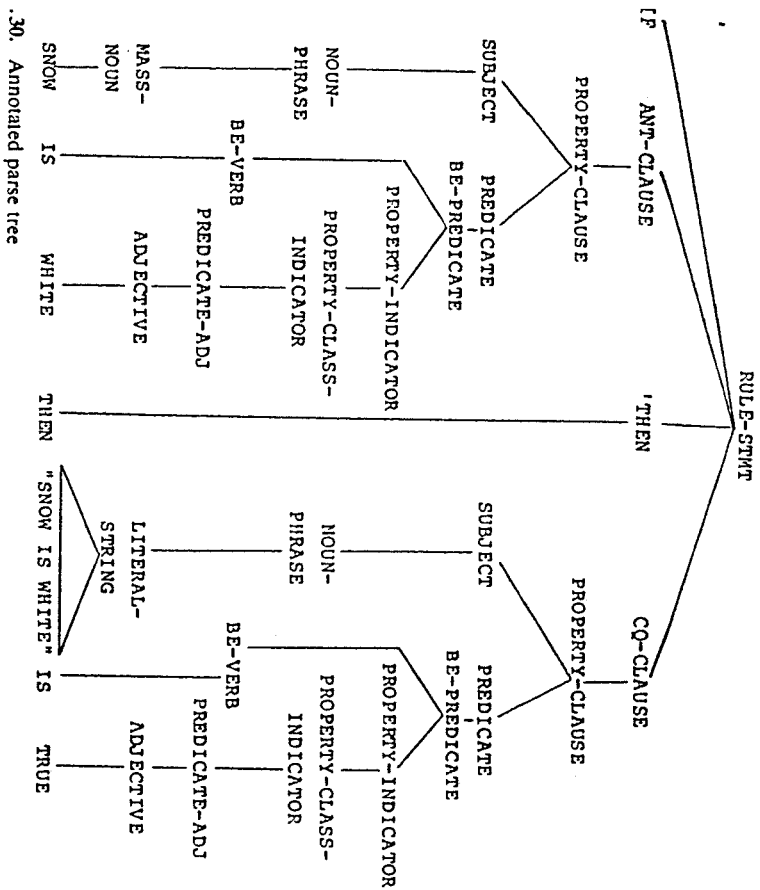 RULE-STMT
[F
ANT-CLAUSE
'THEN
CQ-CLAUSE
PROPERTY-CLAUSE
PROPERTY-CLAUSE
SUBJECT
PREDICATE
BE-PREDICATE
SUBJECT
PREDICATE
BE-PREDICATE
PROPERTY-INDICATOR
PROPERTY-INDICATOR
NOUN-
PHRASE
PROPERTY-CLASS-
INDICATOR
NOUN-
PHRASE
PROPERTY-CLASS-
INDICATOR
BE-VERB
PREDICATE-ADJ
BE-VERB
PREDICATE-ADJ
MASS-
NOUN
ADJECTIVE
LITERAL-
STRING
ADJECTIVE
SNOW IS WHITE THEN "SNOW IS WHITE" IS TRUE
.30. Annotated parse tree